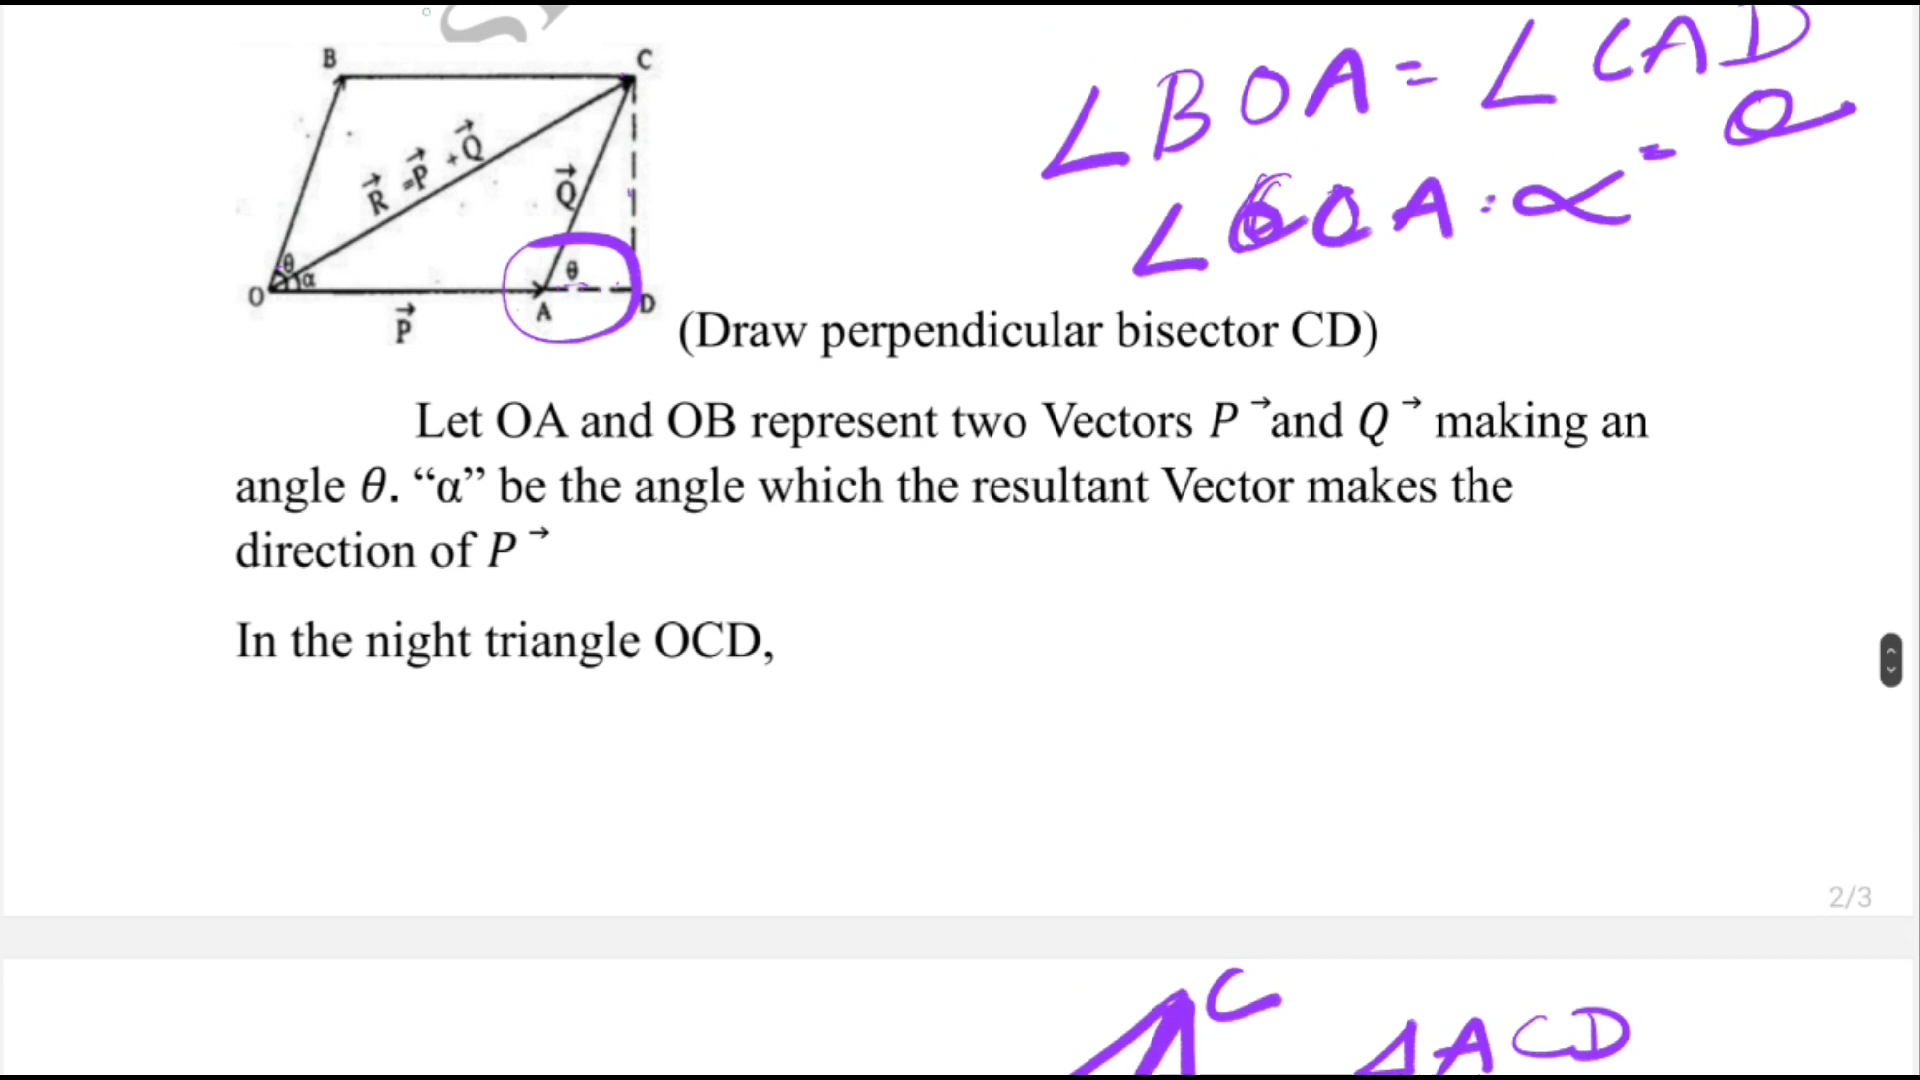 B C
∠BOA = ∠CAD
= θ
R⃗ =P⃗ +Q⃗
Q⃗
∠COA : α
θ α θ
O A D
P⃗
(Draw perpendicular bisector CD)
Let OA and OB represent two Vectors P → and Q → making an
angle θ. “α” be the angle which the resultant Vector makes the
direction of P →
In the night triangle OCD,
2/3
C
ΔACD